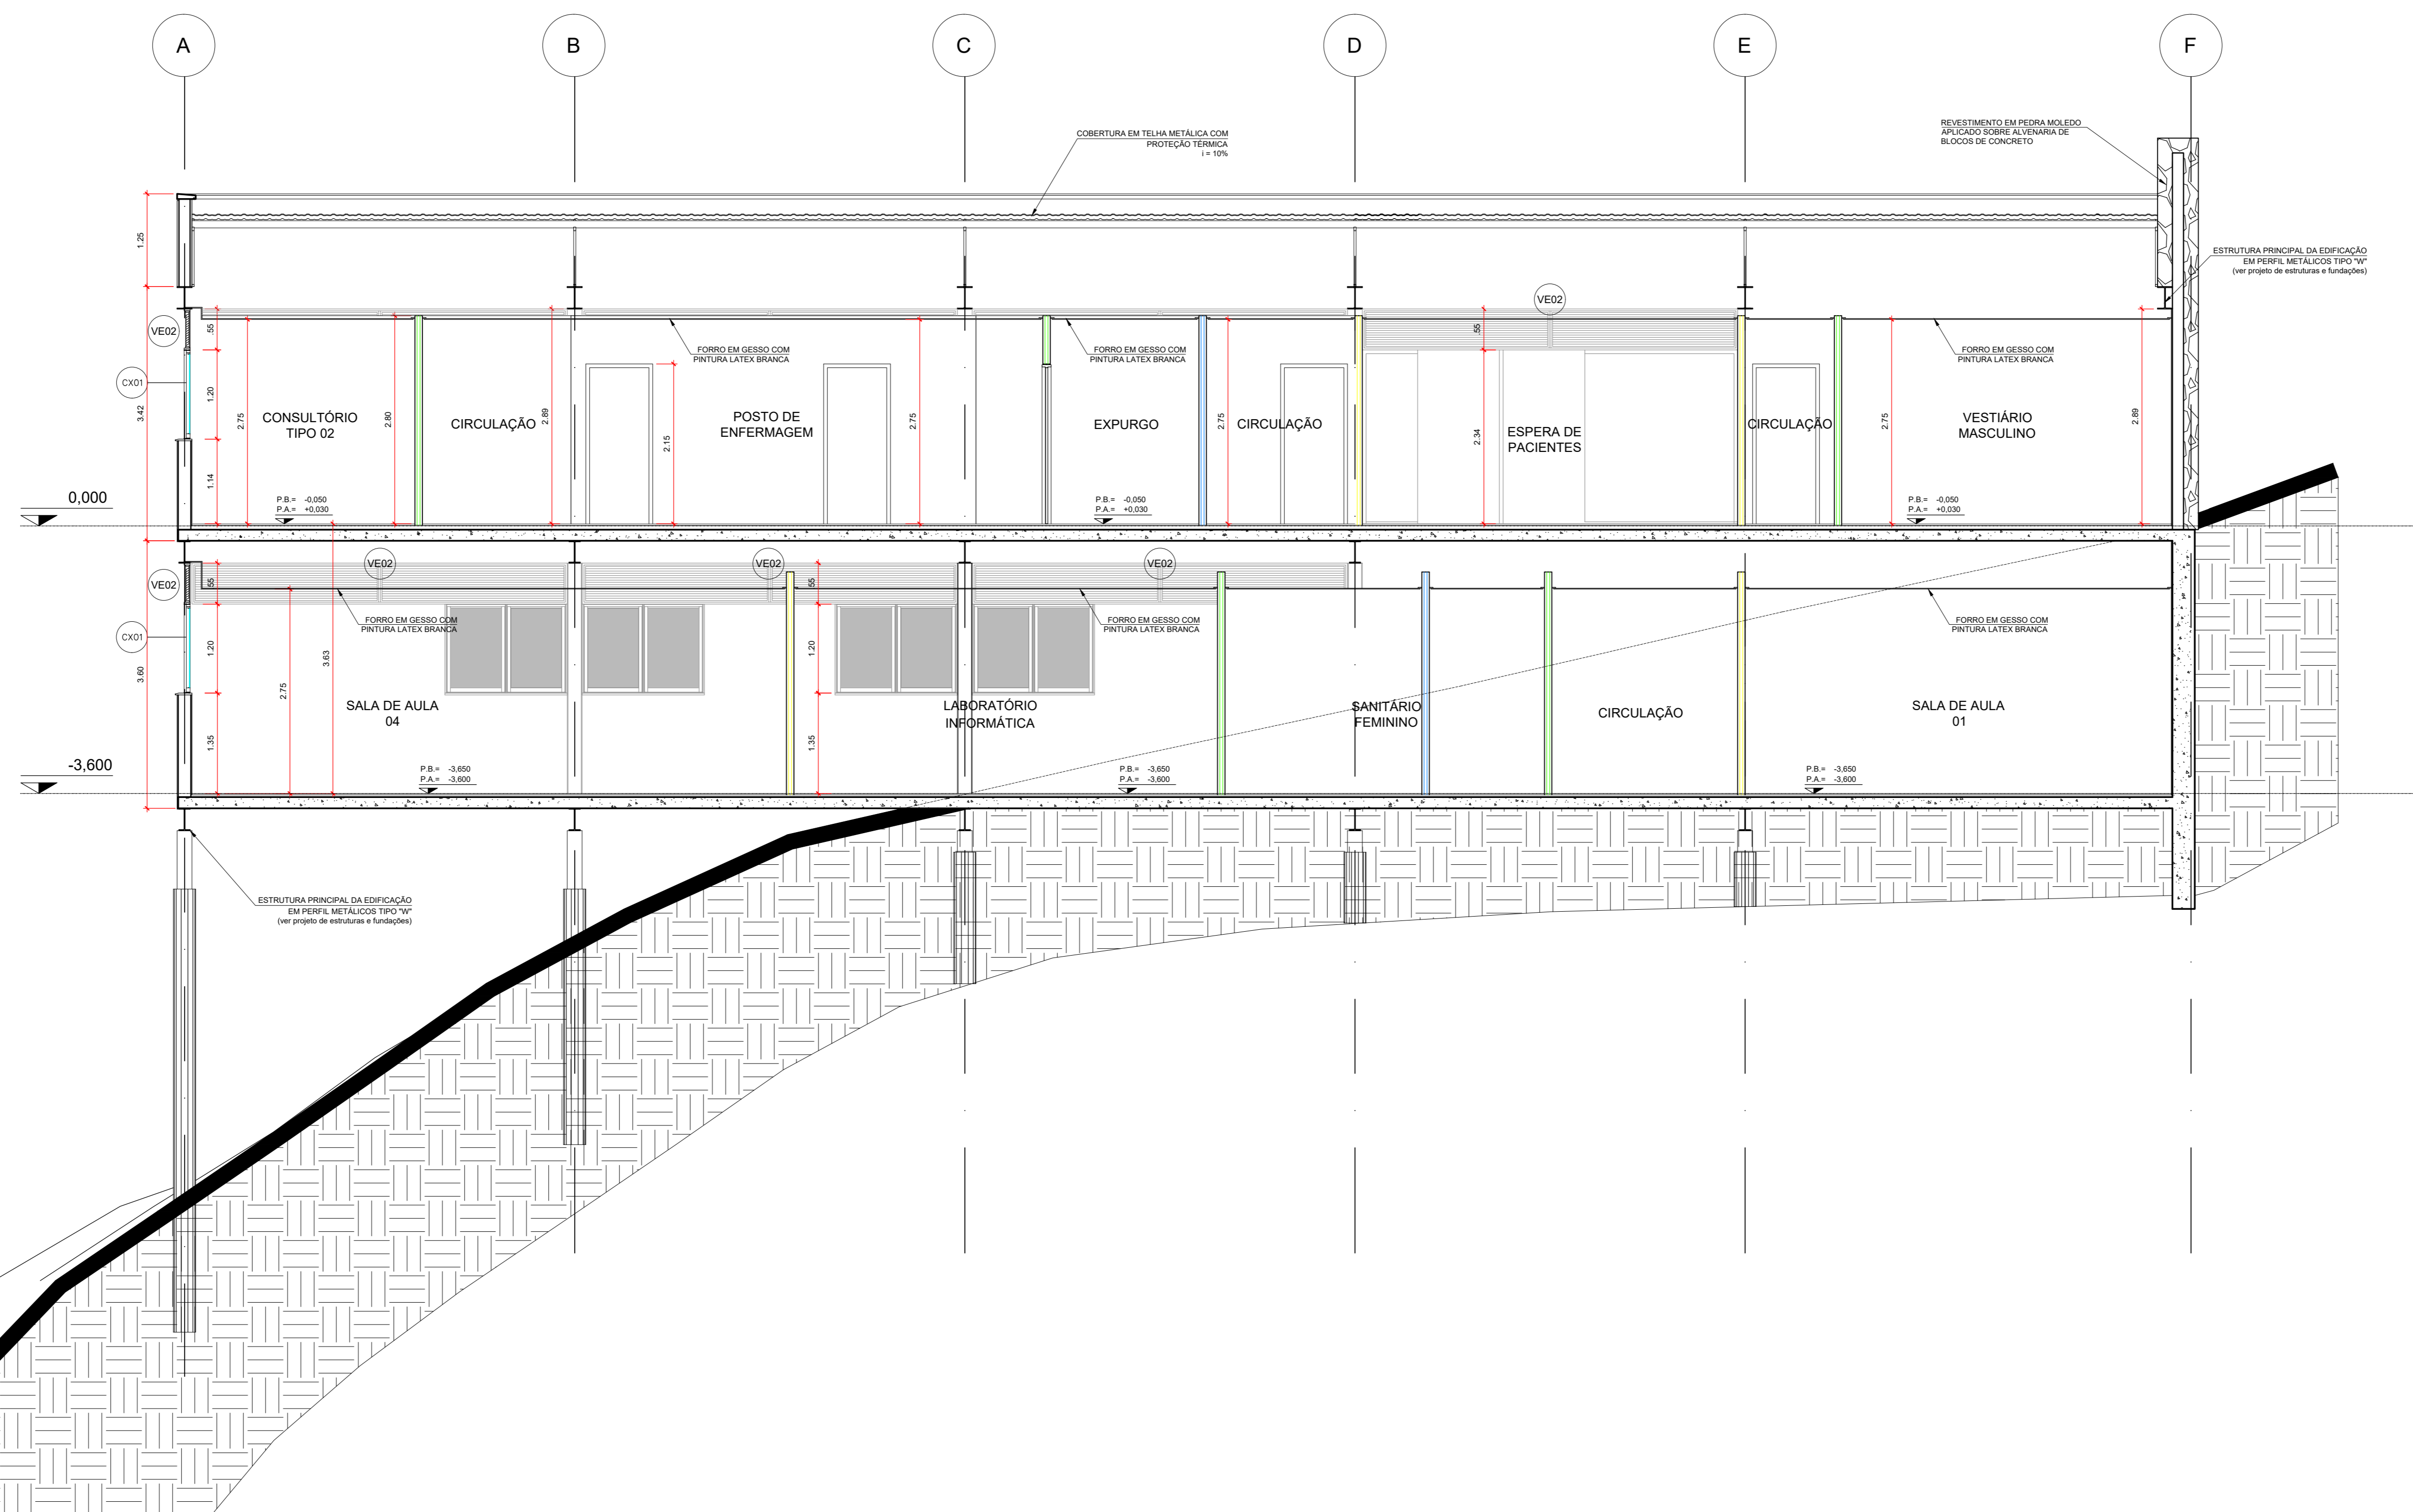 A
B
C
D
E
F
COBERTURA EM TELHA METÁLICA COM
PROTEÇÃO TÉRMICA
i = 10%
REVESTIMENTO EM PEDRA MOLEDO
APLICADO SOBRE ALVENARIA DE
BLOCOS DE CONCRETO
ESTRUTURA PRINCIPAL DA EDIFICAÇÃO
EM PERFIL METÁLICOS TIPO "W"
(ver projeto de estruturas e fundações)
1.25
3.42
3.60
VE02
CX01
.55
1.20
1.14
2.75
CONSULTÓRIO
TIPO 02
2.80
CIRCULAÇÃO
2.89
FORRO EM GESSO COM
PINTURA LATEX BRANCA
2.15
POSTO DE
ENFERMAGEM
2.75
FORRO EM GESSO COM
PINTURA LATEX BRANCA
EXPURGO
2.75
CIRCULAÇÃO
VE02
.55
2.34
ESPERA DE
PACIENTES
CIRCULAÇÃO
2.75
FORRO EM GESSO COM
PINTURA LATEX BRANCA
VESTIÁRIO
MASCULINO
2.89
0,000
P.B.= -0,050
P.A.= +0,030
P.B.= -0,050
P.A.= +0,030
P.B.= -0,050
P.A.= +0,030
VE02
CX01
.55
1.20
1.35
2.75
3.63
VE02
FORRO EM GESSO COM
PINTURA LATEX BRANCA
SALA DE AULA
04
VE02
.55
1.20
1.35
VE02
FORRO EM GESSO COM
PINTURA LATEX BRANCA
LABORATÓRIO
INFORMÁTICA
SANITÁRIO
FEMININO
CIRCULAÇÃO
FORRO EM GESSO COM
PINTURA LATEX BRANCA
SALA DE AULA
01
-3,600
P.B.= -3,650
P.A.= -3,600
P.B.= -3,650
P.A.= -3,600
P.B.= -3,650
P.A.= -3,600
ESTRUTURA PRINCIPAL DA EDIFICAÇÃO
EM PERFIL METÁLICOS TIPO "W"
(ver projeto de estruturas e fundações)